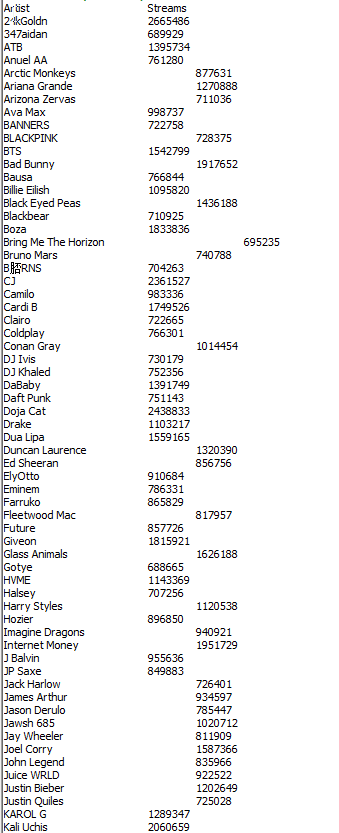 Artist Streams
24kGoldn 2665486
347aidan 689929
ATB 1395734
Anuel AA 761280
Arctic Monkeys 877631
Ariana Grande 1270888
Arizona Zervas 711036
Ava Max 998737
BANNERS 722758
BLACKPINK 728375
BTS 1542799
Bad Bunny 1917652
Bausa 766844
Billie Eilish 1095820
Black Eyed Peas 1436188
Blackbear 710925
Boza 1833836
Bring Me The Horizon 695235
Bruno Mars 740788
704263
CJ 2361527
Camilo 983336
Cardi B 1749526
Clairo 722665
Coldplay 766301
Conan Gray 1014454
DJ Ivis 730179
DJ Khaled 752356
DaBaby 1391749
Daft Punk 751143
Doja Cat 2438833
Drake 1103217
Dua Lipa 1559165
Duncan Laurence 1320390
Ed Sheeran 856756
ElyOtto 910684
Eminem 786331
Farruko 865829
Fleetwood Mac 817957
Future 857726
Giveon 1815921
Glass Animals 1626188
Gotye 688665
HVME 1143369
Halsey 707256
Harry Styles 1120538
Hozier 896850
Imagine Dragons 940921
Internet Money 1951729
J Balvin 955636
JP Saxe 849883
Jack Harlow 726401
James Arthur 934597
Jason Derulo 785447
Jawsh 685 1020712
Jay Wheeler 811909
Joel Corry 1587366
John Legend 835966
Juice WRLD 922522
Justin Bieber 1202649
Justin Quiles 725028
KAROL G 1289347
Kali Uchis 2060659